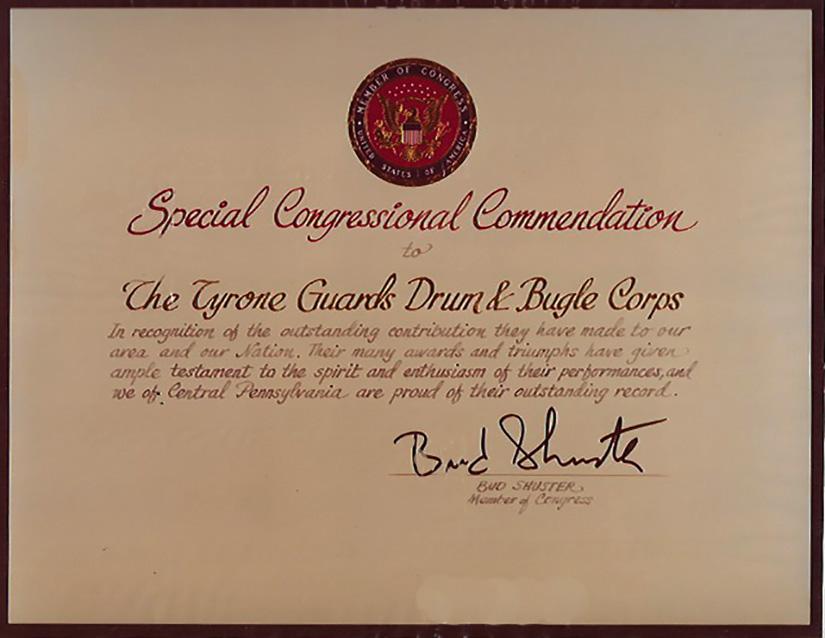 MEMBER OF CONGRESS
UNITED STATES OF AMERICA
Special Congressional Commendation
to
The Tyrone Guards Drum & Bugle Corps
In recognition of the outstanding contribution they have made to our
area and our Nation. Their many awards and triumphs have given
ample testament to the spirit and enthusiasm of their performances, and
we of Central Pennsylvania are proud of their outstanding record.
Bud Shuster
BUD SHUSTER
Member of Congress